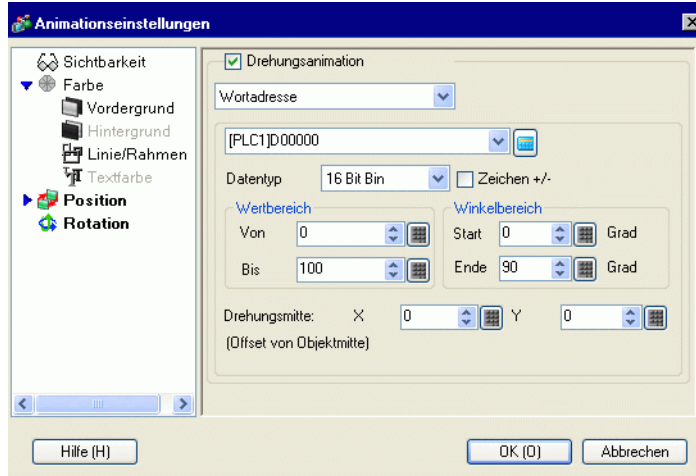 Animationseinstellungen
Sichtbarkeit
Farbe
Vordergrund
Hintergrund
Linie/Rahmen
Textfarbe
Position
Rotation
Drehungsanimation
Wortadresse
[PLC1]D00000
Datentyp 16 Bit Bin Zeichen +/-
Wertbereich
Von 0
Bis 100
Winkelbereich
Start 0 Grad
Ende 90 Grad
Drehungsmitte: X 0 Y 0
(Offset von Objektmitte)
Hilfe (H) OK (O) Abbrechen